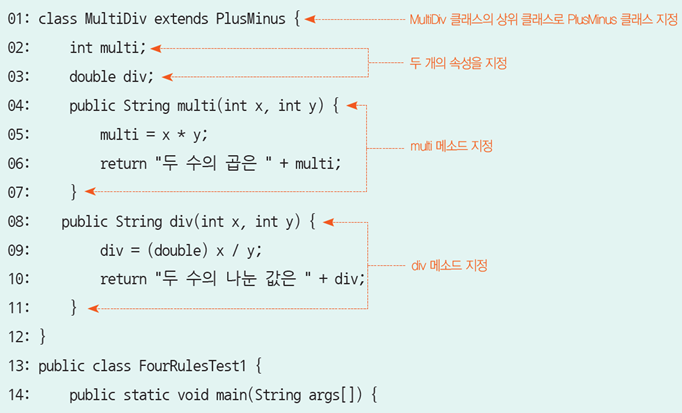 01: class MultiDiv extends PlusMinus { MultiDiv 클래스의 상위 클래스로 PlusMinus 클래스 지정
02: int multi;
두 개의 속성을 지정
03: double div;
04: public String multi(int x, int y) {
05: multi = x * y;
multi 메소드 지정
06: return "두 수의 곱은 " + multi;
07: }
08: public String div(int x, int y) {
09: div = (double) x / y;
div 메소드 지정
10: return "두 수의 나눈 값은 " + div;
11: }
12: }
13: public class FourRulesTest1 {
14: public static void main(String args[]) {